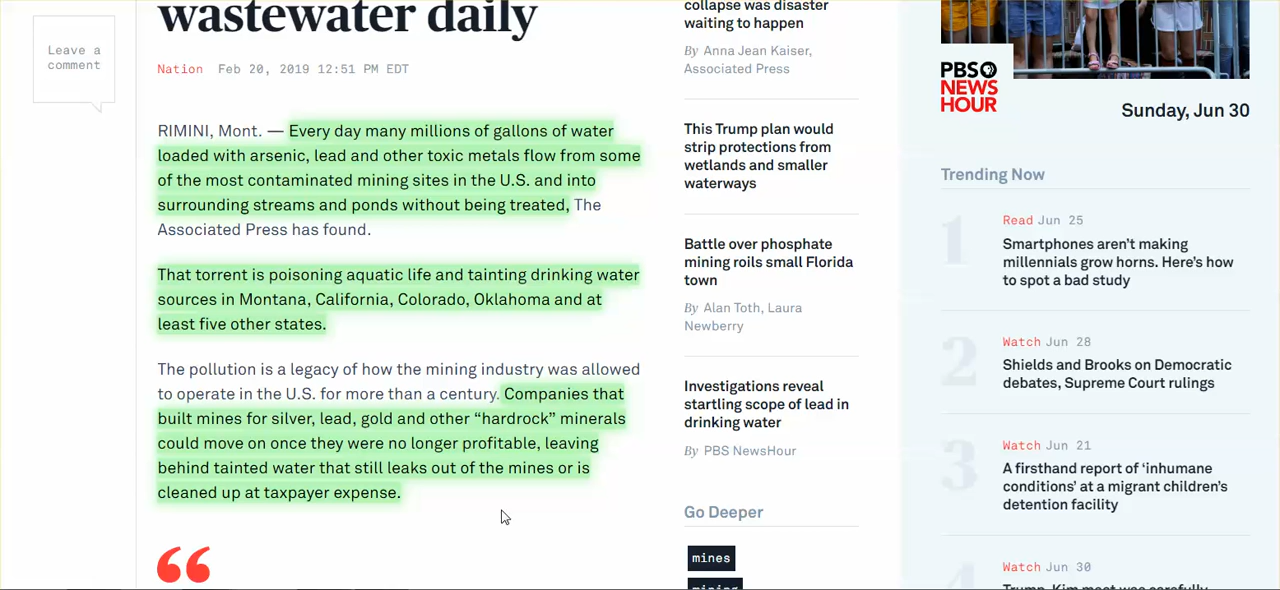 wastewater daily
Leave a
comment
Nation Feb 20, 2019 12:51 PM EDT
RIMINI, Mont. — Every day many millions of gallons of water
loaded with arsenic, lead and other toxic metals flow from some
of the most contaminated mining sites in the U.S. and into
surrounding streams and ponds without being treated, The
Associated Press has found.
That torrent is poisoning aquatic life and tainting drinking water
sources in Montana, California, Colorado, Oklahoma and at
least five other states.
The pollution is a legacy of how the mining industry was allowed
to operate in the U.S. for more than a century. Companies that
built mines for silver, lead, gold and other “hardrock” minerals
could move on once they were no longer profitable, leaving
behind tainted water that still leaks out of the mines or is
cleaned up at taxpayer expense.
“
collapse was disaster
waiting to happen
By Anna Jean Kaiser,
Associated Press
This Trump plan would
strip protections from
wetlands and smaller
waterways
Battle over phosphate
mining roils small Florida
town
By Alan Toth, Laura
Newberry
Investigations reveal
startling scope of lead in
drinking water
By PBS NewsHour
Go Deeper
mines
mining
PBS
NEWS
HOUR
Sunday, Jun 30
Trending Now
1
Read Jun 25
Smartphones aren’t making
millennials grow horns. Here’s how
to spot a bad study
2
Watch Jun 28
Shields and Brooks on Democratic
debates, Supreme Court rulings
3
Watch Jun 21
A firsthand report of ‘inhumane
conditions’ at a migrant children’s
detention facility
4
Watch Jun 30
Trump, Kim meet was carefully